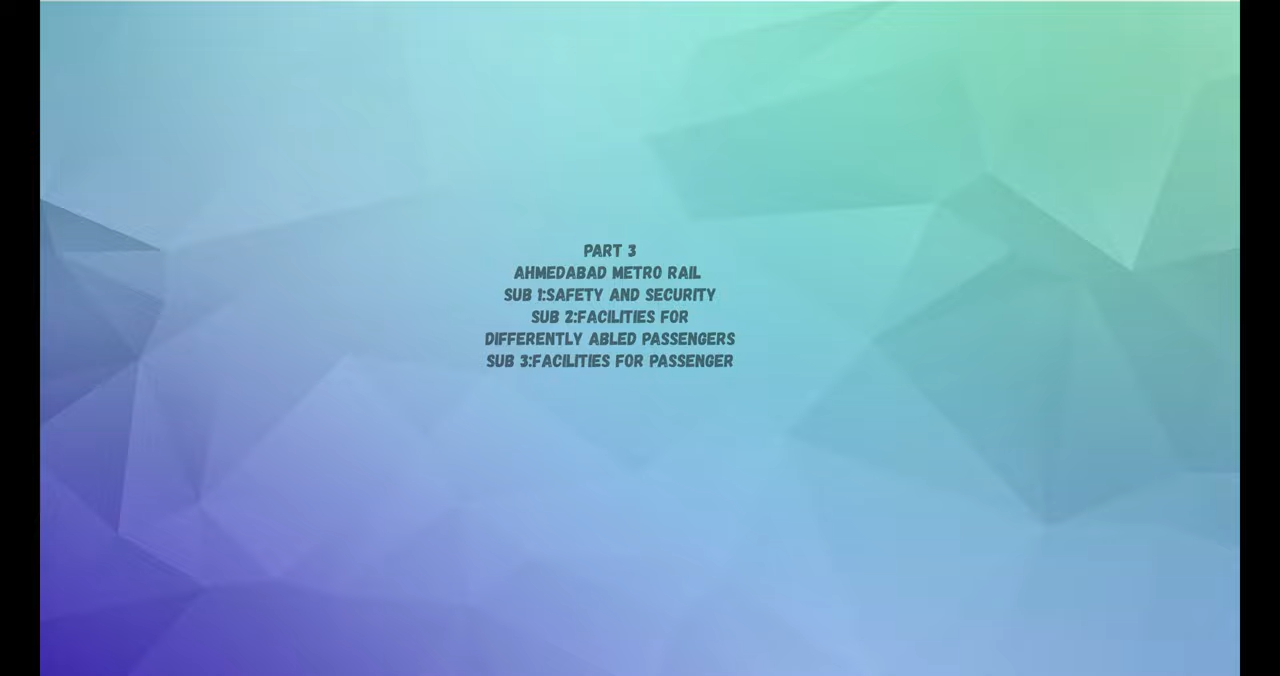 PART 3
AHMEDABAD METRO RAIL
SUB 1:SAFETY AND SECURITY
SUB 2:FACILITIES FOR
DIFFERENTLY ABLED PASSENGERS
SUB 3:FACILITIES FOR PASSENGER